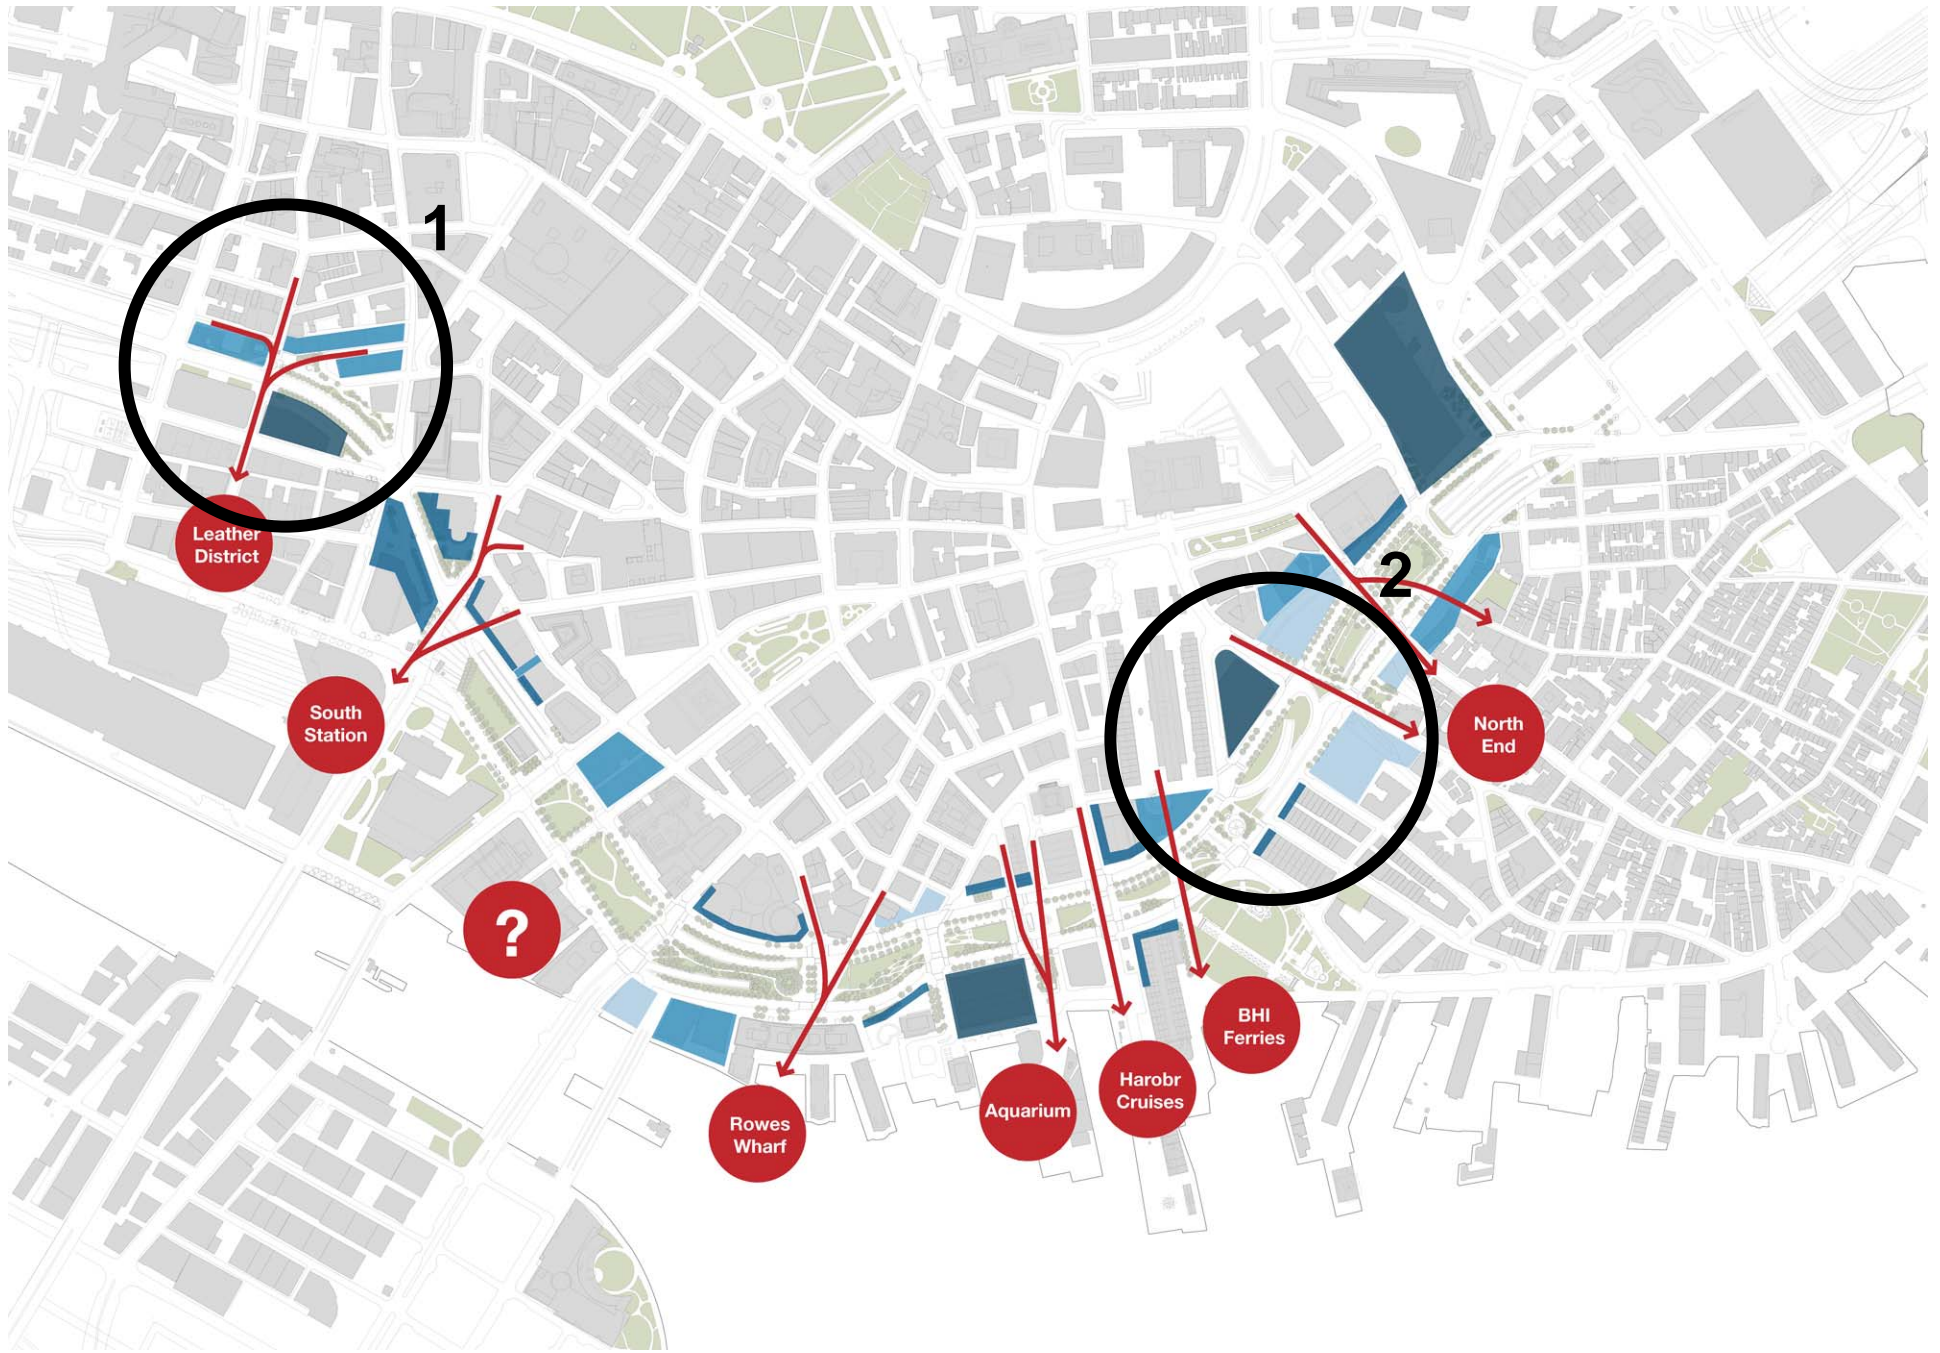 1
2
Leather
District
South
Station
North
End
?
BHI
Ferries
Harobr
Cruises
Aquarium
Rowes
Wharf